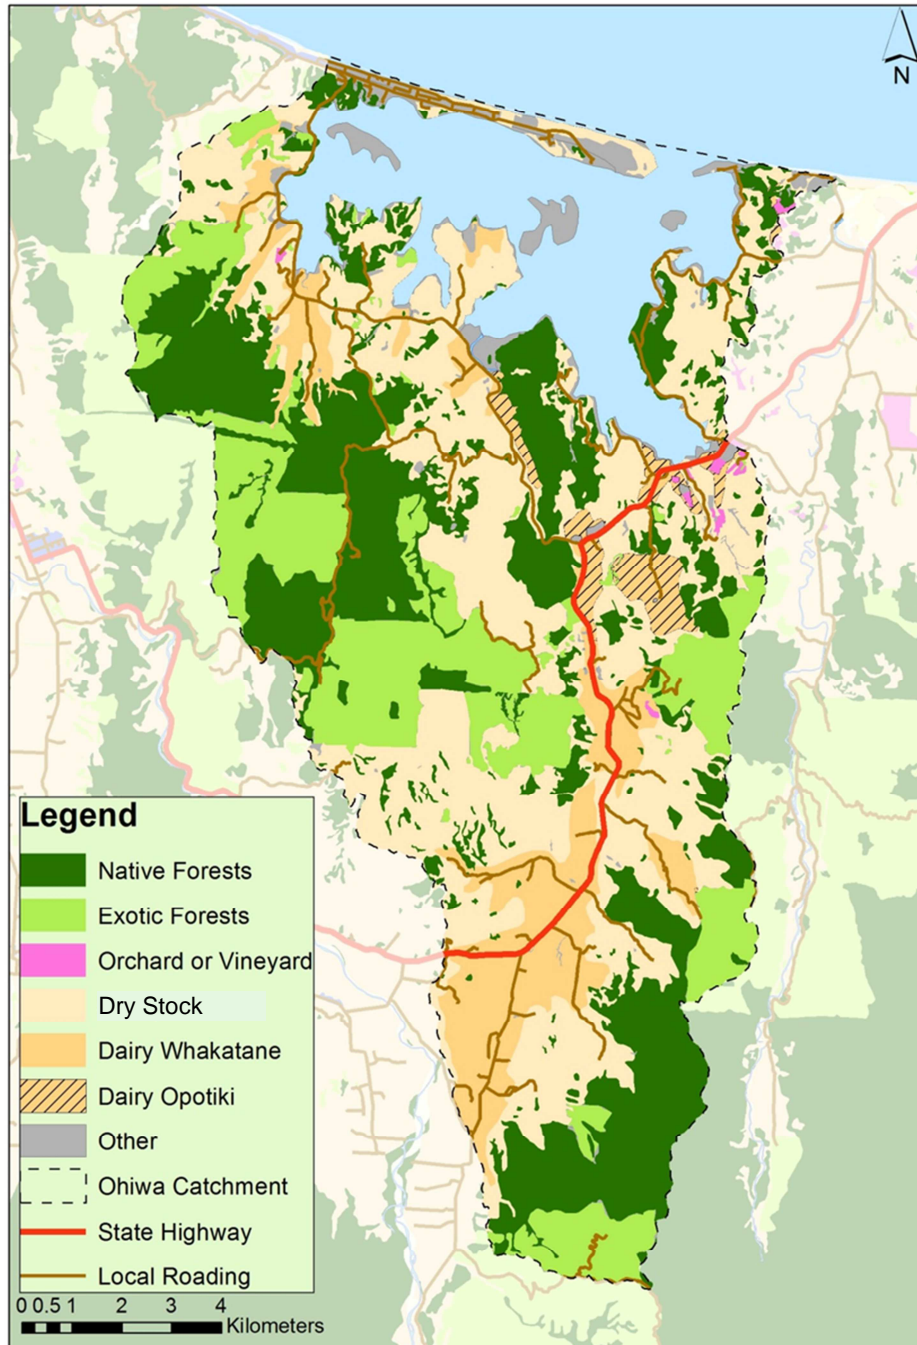 N
Legend
Native Forests
Exotic Forests
Orchard or Vineyard
Dry Stock
Dairy Whakatane
Dairy Opotiki
Other
Ohiwa Catchment
State Highway
Local Roading
0 0.5 1 2 3 4
Kilometers